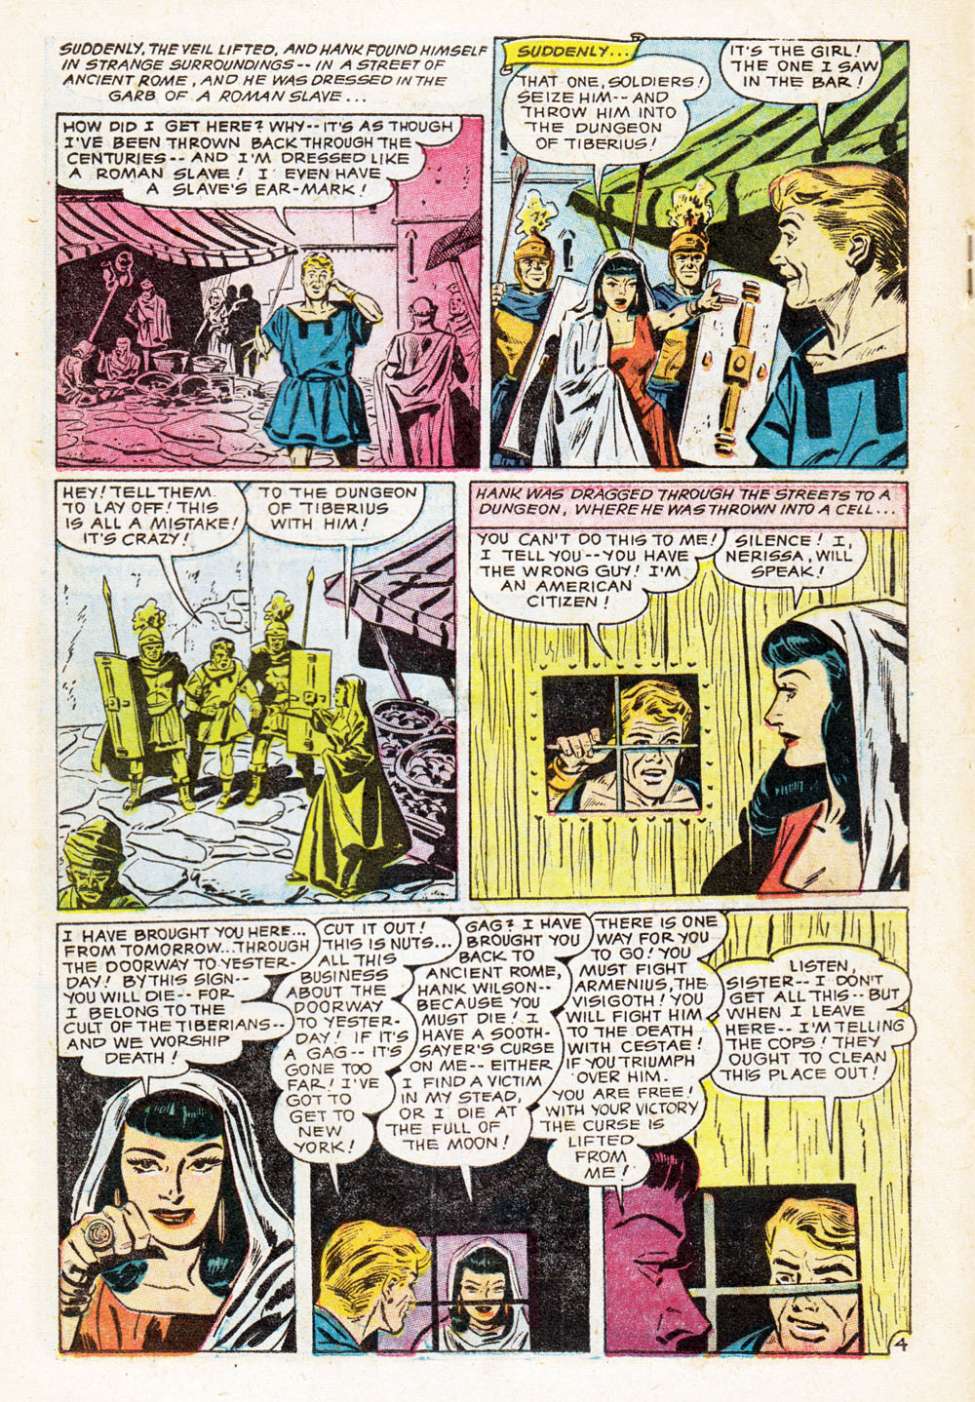 SUDDENLY, THE VEIL LIFTED, AND HANK FOUND HIMSELF
IN STRANGE SURROUNDINGS-- IN A STREET OF
ANCIENT ROME, AND HE WAS DRESSED IN THE
GARB OF A ROMAN SLAVE...
HOW DID I GET HERE? WHY--IT'S AS THOUGH
I'VE BEEN THROWN BACK THROUGH THE
CENTURIES-- AND I'M DRESSED LIKE
A ROMAN SLAVE! I EVEN HAVE
A SLAVE'S EAR-MARK!
SUDDENLY...
THAT ONE, SOLDIERS!
SEIZE HIM-- AND
THROW HIM INTO
THE DUNGEON
OF TIBERIUS!
IT'S THE GIRL!
THE ONE I SAW
IN THE BAR!
HEY! TELL THEM
TO LAY OFF! THIS
IS ALL A MISTAKE!
IT'S CRAZY!
TO THE DUNGEON
OF TIBERIUS
WITH HIM!
HANK WAS DRAGGED THROUGH THE STREETS TO A
DUNGEON, WHERE HE WAS THROWN INTO A CELL...
YOU CAN'T DO THIS TO ME!
I TELL YOU--YOU HAVE
THE WRONG GUY! I'M
AN AMERICAN
CITIZEN!
SILENCE! I,
NERISSA, WILL
SPEAK!
I HAVE BROUGHT YOU HERE...
FROM TOMORROW...THROUGH
THE DOORWAY TO YESTER-
DAY! BY THIS SIGN--
YOU WILL DIE-- FOR
I BELONG TO THE
CULT OF THE TIBERIANS--
AND WE WORSHIP
DEATH!
CUT IT OUT!
THIS IS NUTS...
ALL THIS
BUSINESS
ABOUT THE
DOORWAY
TO YESTER-
DAY! IF IT'S
A GAG-- IT'S
GONE TOO
FAR! I'VE
GOT TO
GET TO
NEW
YORK!
GAG? I HAVE
BROUGHT YOU
BACK TO
ANCIENT ROME,
HANK WILSON--
BECAUSE YOU
MUST DIE! I
HAVE A SOOTH-
SAYER'S CURSE
ON ME-- EITHER
I FIND A VICTIM
IN MY STEAD,
OR I DIE AT
THE FULL OF
THE MOON!
THERE IS ONE
WAY FOR YOU
TO GO! YOU
MUST FIGHT
ARMENIUS, THE
VISIGOTH! YOU
WILL FIGHT HIM
TO THE DEATH
WITH CESTAE!
IF YOU TRIUMPH
OVER HIM.
YOU ARE FREE!
WITH YOUR VICTORY
THE CURSE IS
LIFTED
FROM
ME!
LISTEN,
SISTER-- I DON'T
GET ALL THIS-- BUT
WHEN I LEAVE
HERE-- I'M TELLING
THE COPS! THEY
OUGHT TO CLEAN
THIS PLACE OUT!
4